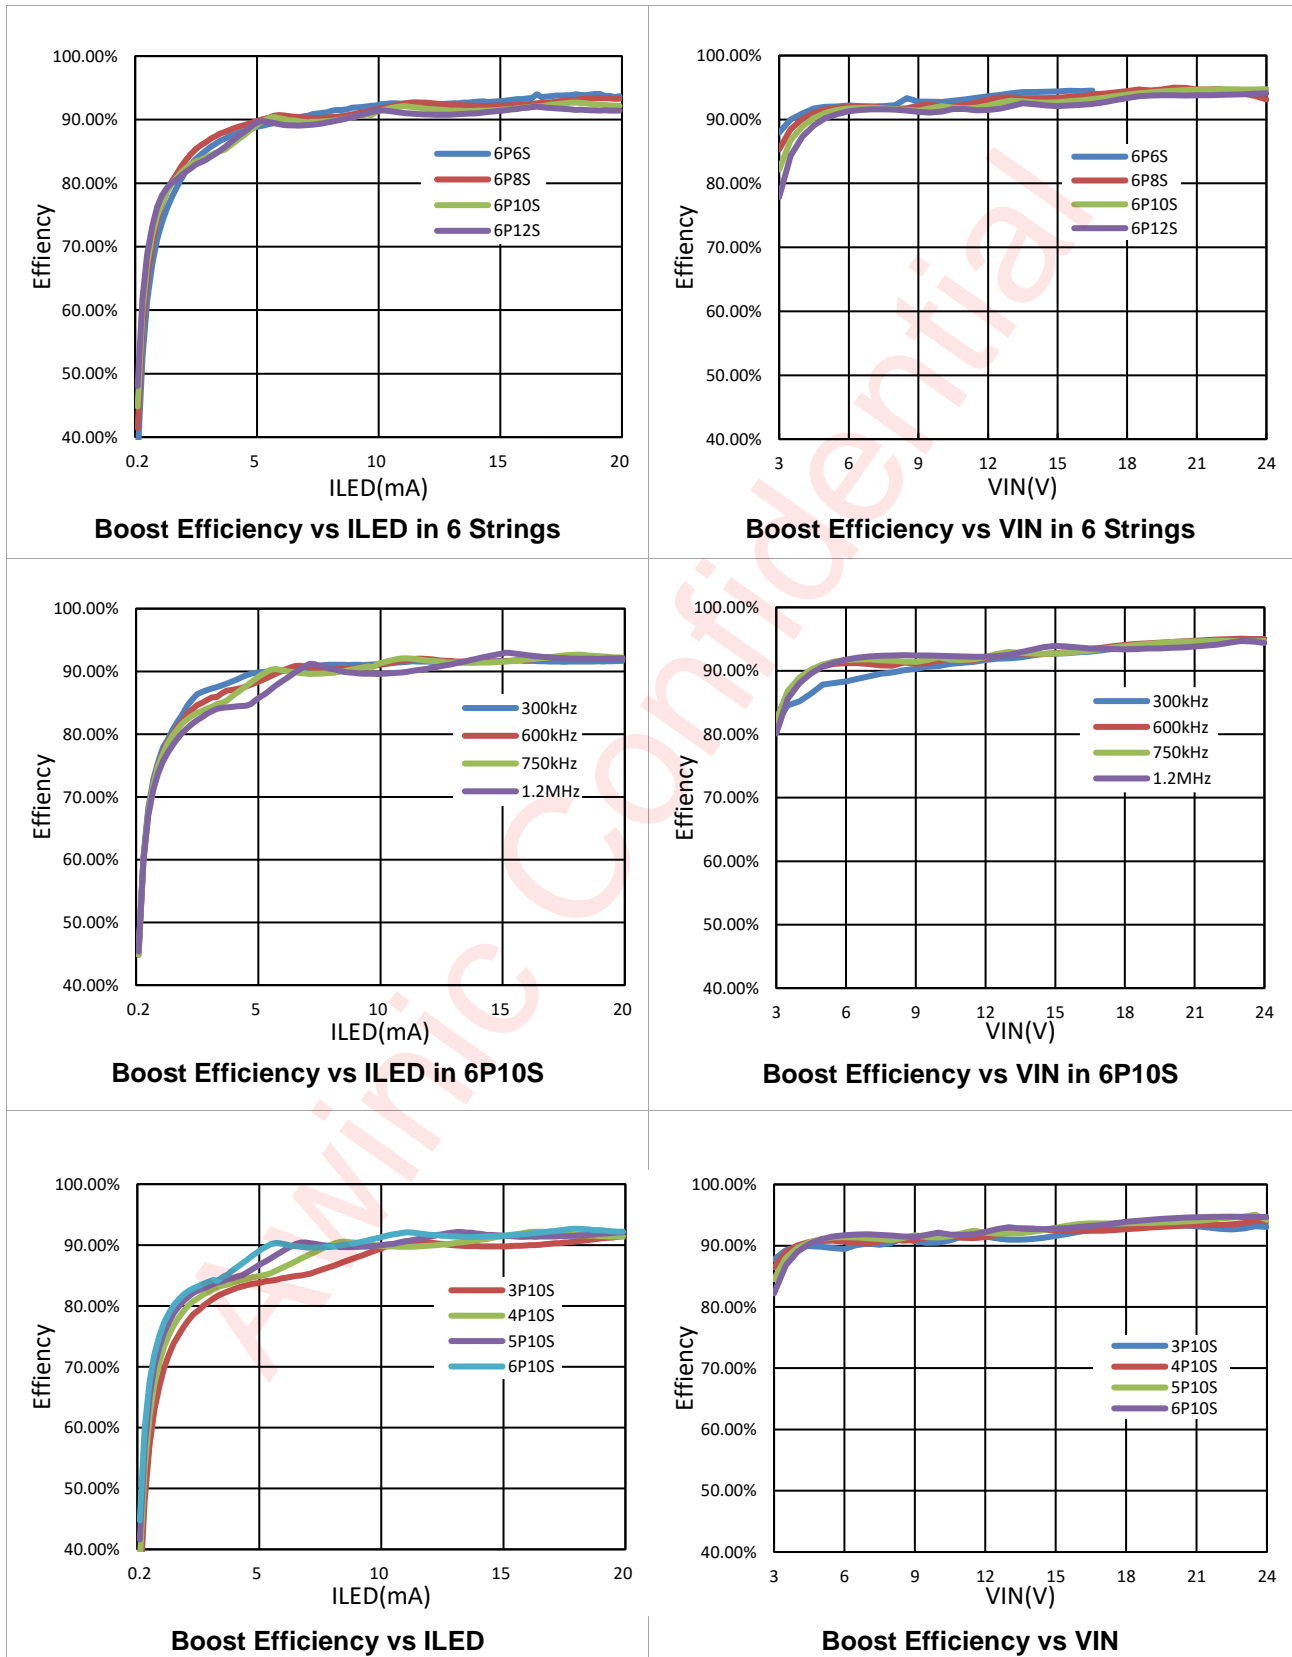 100.00%
90.00%
80.00%
70.00%
60.00%
50.00%
40.00%
Effiency
6P6S
6P8S
6P10S
6P12S
0.2 5 10 15 20
ILED(mA)
Boost Efficiency vs ILED in 6 Strings
100.00%
90.00%
80.00%
70.00%
60.00%
50.00%
40.00%
Effiency
6P6S
6P8S
6P10S
6P12S
3 6 9 12 15 18 21 24
VIN(V)
Boost Efficiency vs VIN in 6 Strings
100.00%
90.00%
80.00%
70.00%
60.00%
50.00%
40.00%
Effiency
300kHz
600kHz
750kHz
1.2MHz
0.2 5 10 15 20
ILED(mA)
Boost Efficiency vs ILED in 6P10S
100.00%
90.00%
80.00%
70.00%
60.00%
50.00%
40.00%
Effiency
300kHz
600kHz
750kHz
1.2MHz
3 6 9 12 15 18 21 24
VIN(V)
Boost Efficiency vs VIN in 6P10S
100.00%
90.00%
80.00%
70.00%
60.00%
50.00%
40.00%
Effiency
3P10S
4P10S
5P10S
6P10S
0.2 5 10 15 20
ILED(mA)
Boost Efficiency vs ILED
100.00%
90.00%
80.00%
70.00%
60.00%
50.00%
40.00%
Effiency
3P10S
4P10S
5P10S
6P10S
3 6 9 12 15 18 21 24
VIN(V)
Boost Efficiency vs VIN
Awinic Confidential